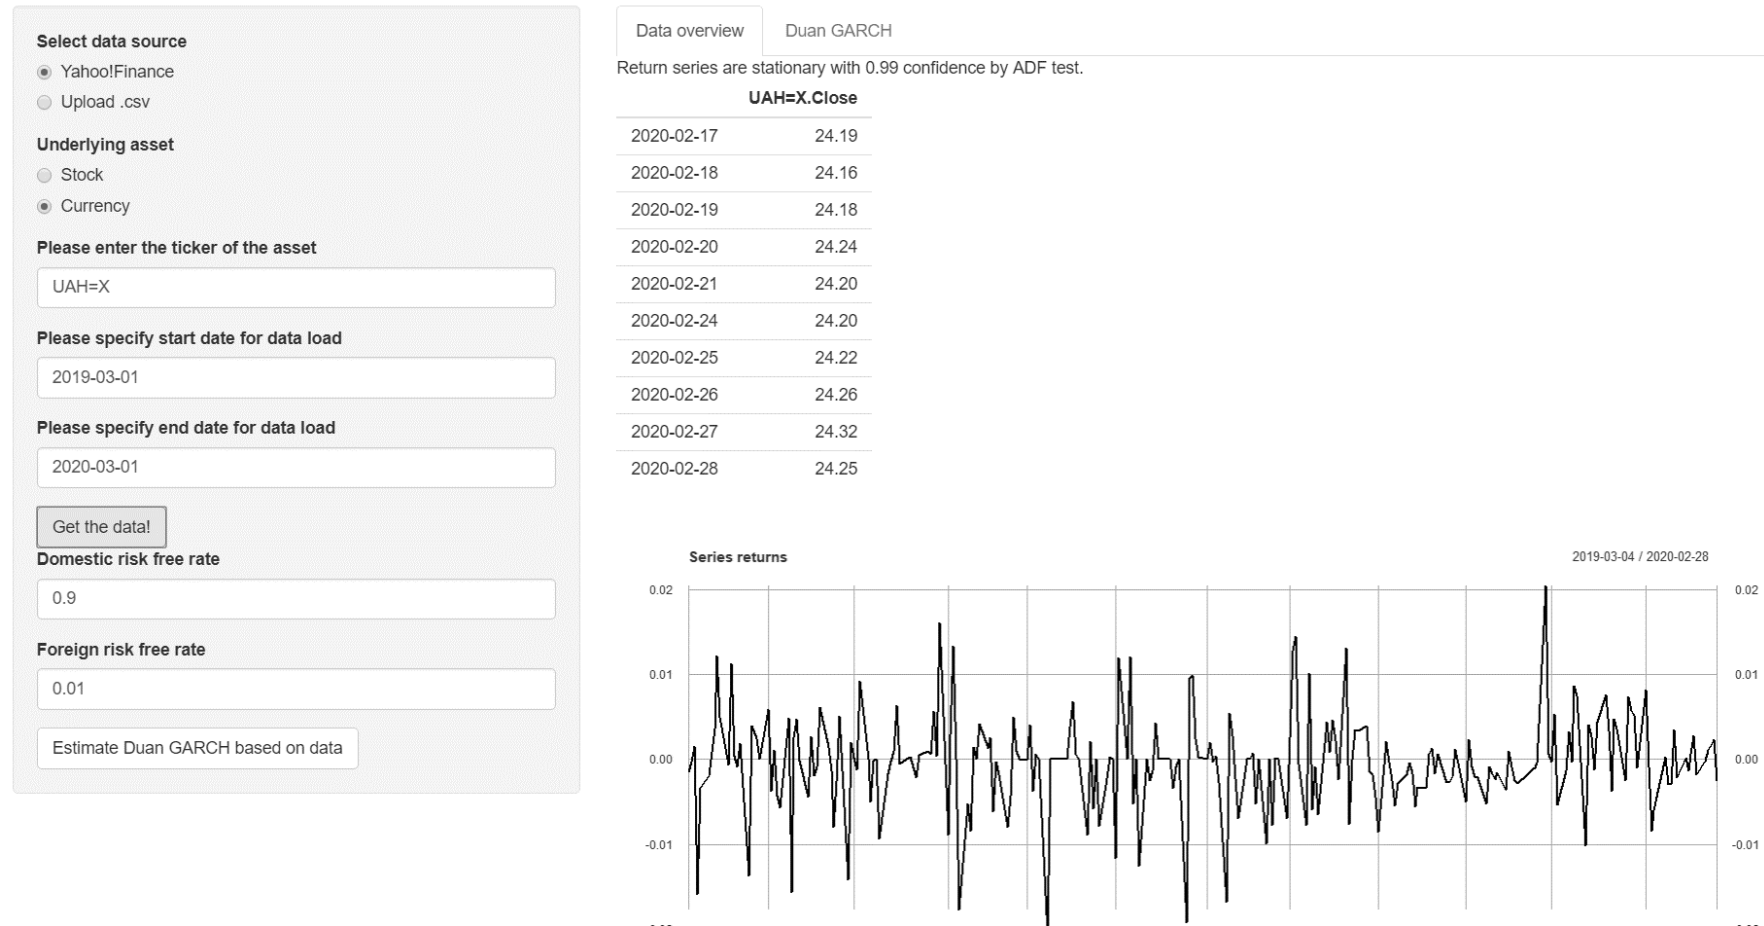 Select data source
Yahoo!Finance
Upload .csv
Underlying asset
Stock
Currency
Please enter the ticker of the asset
UAH=X
Please specify start date for data load
2019-03-01
Please specify end date for data load
2020-03-01
Get the data!
Domestic risk free rate
0.9
Foreign risk free rate
0.01
Estimate Duan GARCH based on data
Data overview Duan GARCH
Return series are stationary with 0.99 confidence by ADF test.
UAH=X.Close
2020-02-17 24.19
2020-02-18 24.16
2020-02-19 24.18
2020-02-20 24.24
2020-02-21 24.20
2020-02-24 24.20
2020-02-25 24.22
2020-02-26 24.26
2020-02-27 24.32
2020-02-28 24.25
Series returns 2019-03-04 / 2020-02-28
0.02 0.02
0.01 0.01
0.00 0.00
-0.01 -0.01